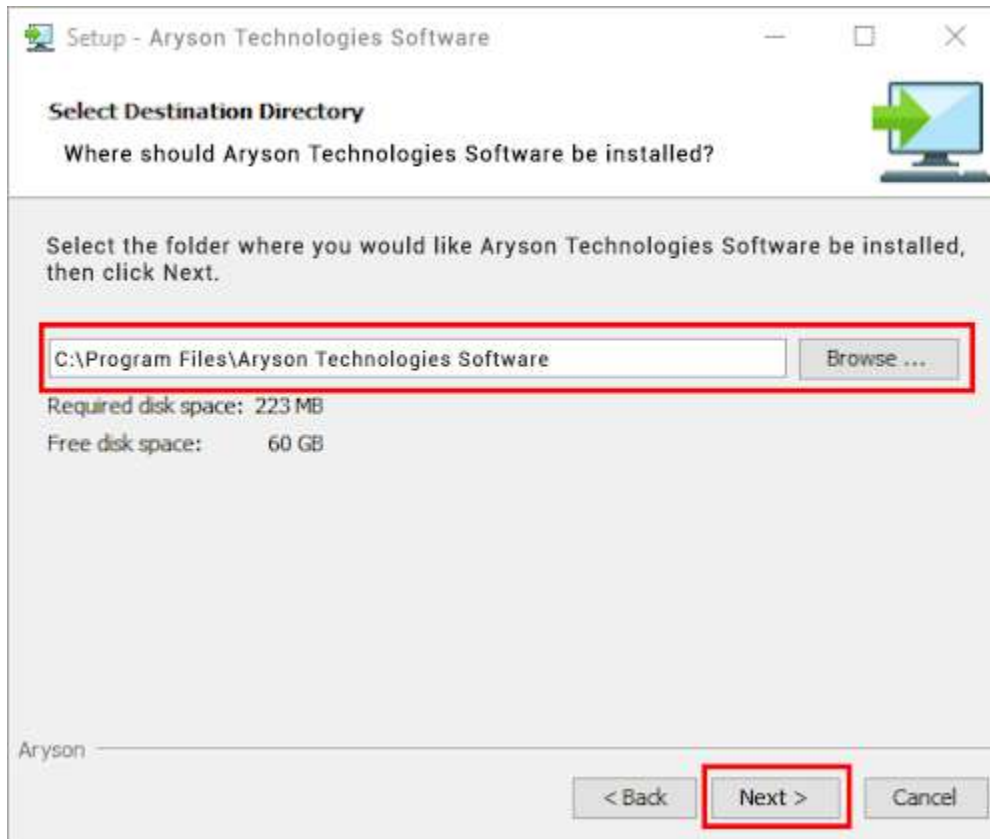 Setup - Aryson Technologies Software
Select Destination Directory
Where should Aryson Technologies Software be installed?
Select the folder where you would like Aryson Technologies Software be installed,
then click Next.
C:\Program Files\Aryson Technologies Software
Browse ...
Required disk space: 223 MB
Free disk space: 60 GB
Aryson
< Back
Next >
Cancel